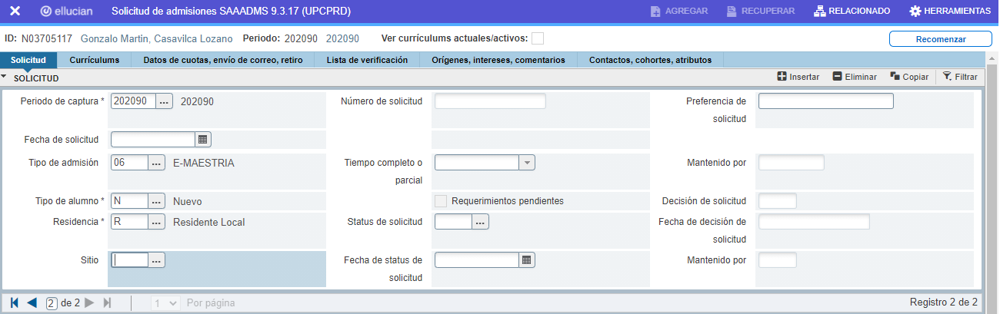 ellucian Solicitud de admisiones SAAADMS 9.3.17 (UPCPRD) AGREGAR RECUPERAR RELACIONADO HERRAMIENTAS
ID: N03705117 Gonzalo Martin, Casavilca Lozano Periodo: 202090 202090 Ver currículums actuales/activos: Recomenzar
Solicitud Currículums Datos de cuotas, envío de correo, retiro Lista de verificación Orígenes, intereses, comentarios Contactos, cohortes, atributos
SOLICITUD Insertar Eliminar Copiar Filtrar
Periodo de captura * 202090 ... 202090 Número de solicitud Preferencia de
solicitud
Fecha de solicitud
Tipo de admisión 06 ... E-MAESTRIA Tiempo completo o Mantenido por
parcial
Tipo de alumno * N ... Nuevo Requerimientos pendientes Decisión de solicitud
Residencia * R ... Residente Local Status de solicitud ... Fecha de decisión de
solicitud
Sitio ... Fecha de status de Mantenido por
solicitud
2 de 2 1 Por página Registro 2 de 2